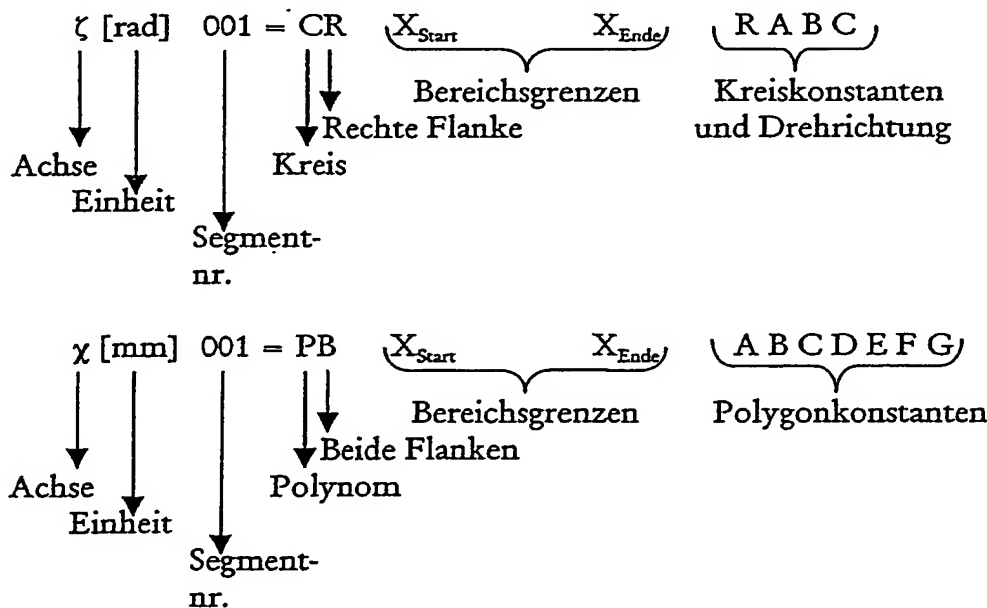 ζ [rad] 001 = CR X_Start X_Ende R A B C
Bereichsgrenzen Kreiskonstanten
Rechte Flanke und Drehrichtung
Achse Kreis
Einheit
Segment-
nr.
χ [mm] 001 = PB X_Start X_Ende A B C D E F G
Bereichsgrenzen Polygonkonstanten
Beide Flanken
Achse Polynom
Einheit
Segment-
nr.